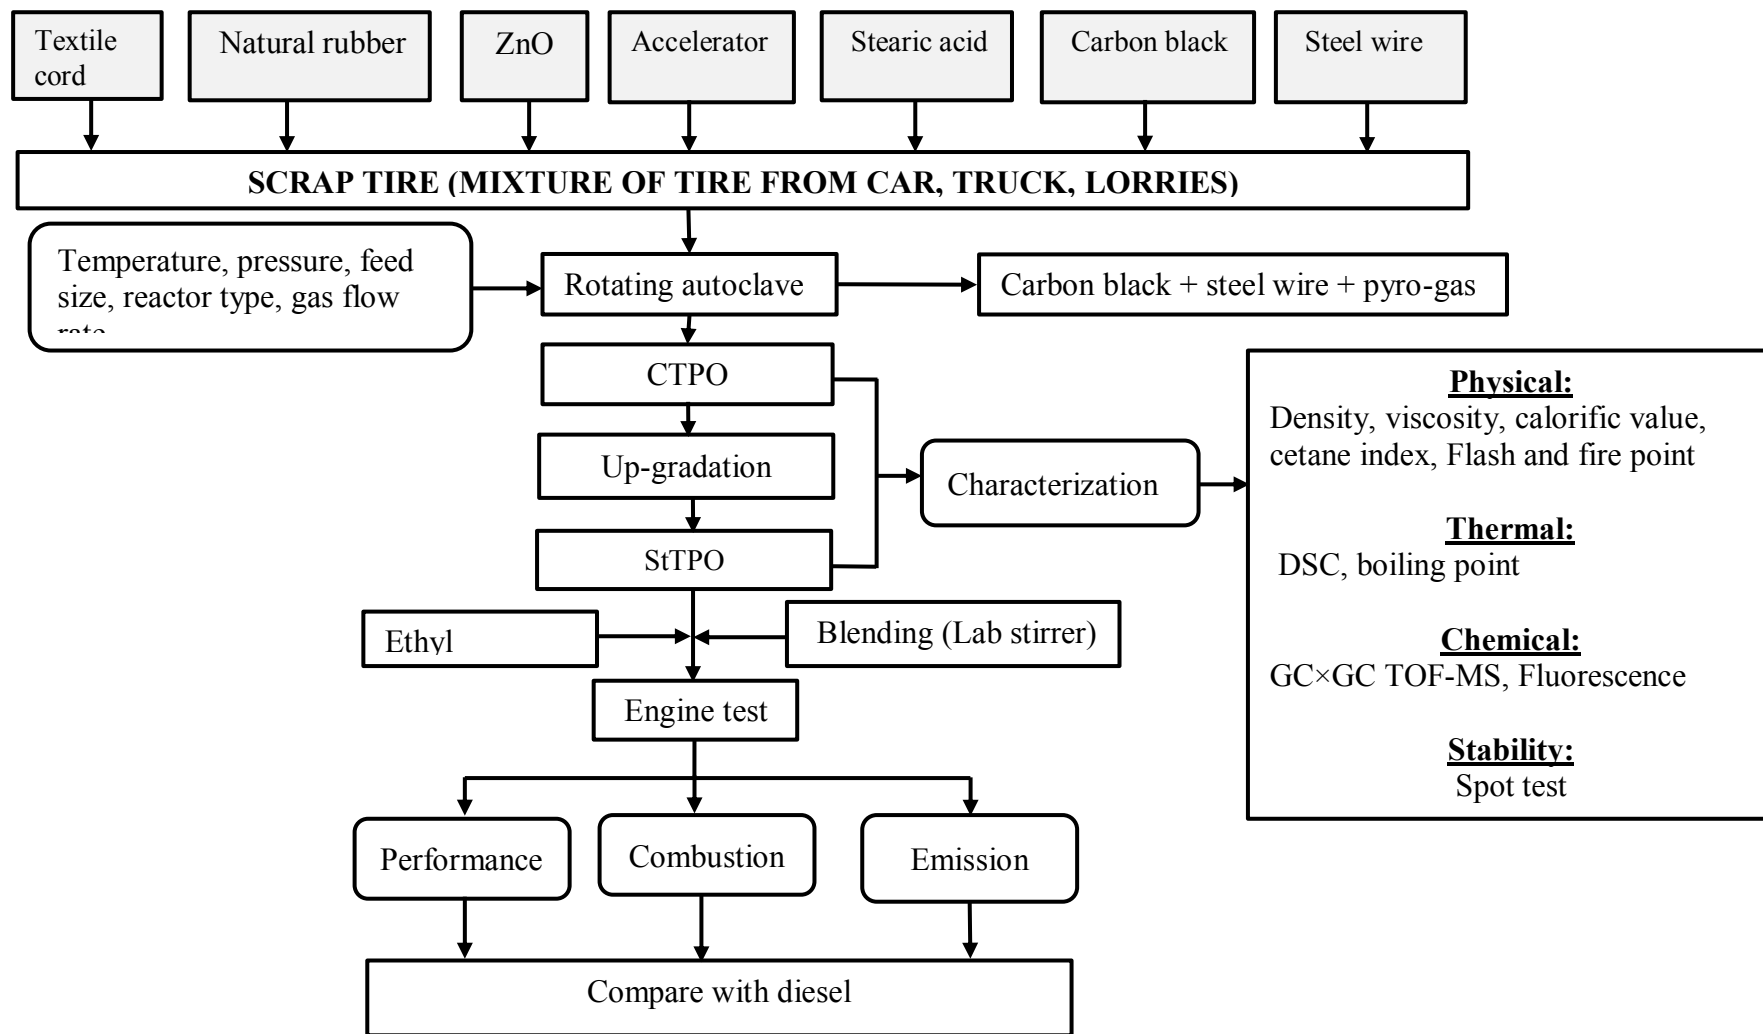 Textile
cord
Natural rubber
ZnO
Accelerator
Stearic acid
Carbon black
Steel wire
SCRAP TIRE (MIXTURE OF TIRE FROM CAR, TRUCK, LORRIES)
Temperature, pressure, feed
size, reactor type, gas flow
rate
Rotating autoclave
Carbon black + steel wire + pyro-gas
CTPO
Up-gradation
StTPO
Characterization
Physical:
Density, viscosity, calorific value,
cetane index, Flash and fire point
Thermal:
DSC, boiling point
Chemical:
GC×GC TOF-MS, Fluorescence
Stability:
Spot test
Ethyl
Blending (Lab stirrer)
Engine test
Performance
Combustion
Emission
Compare with diesel